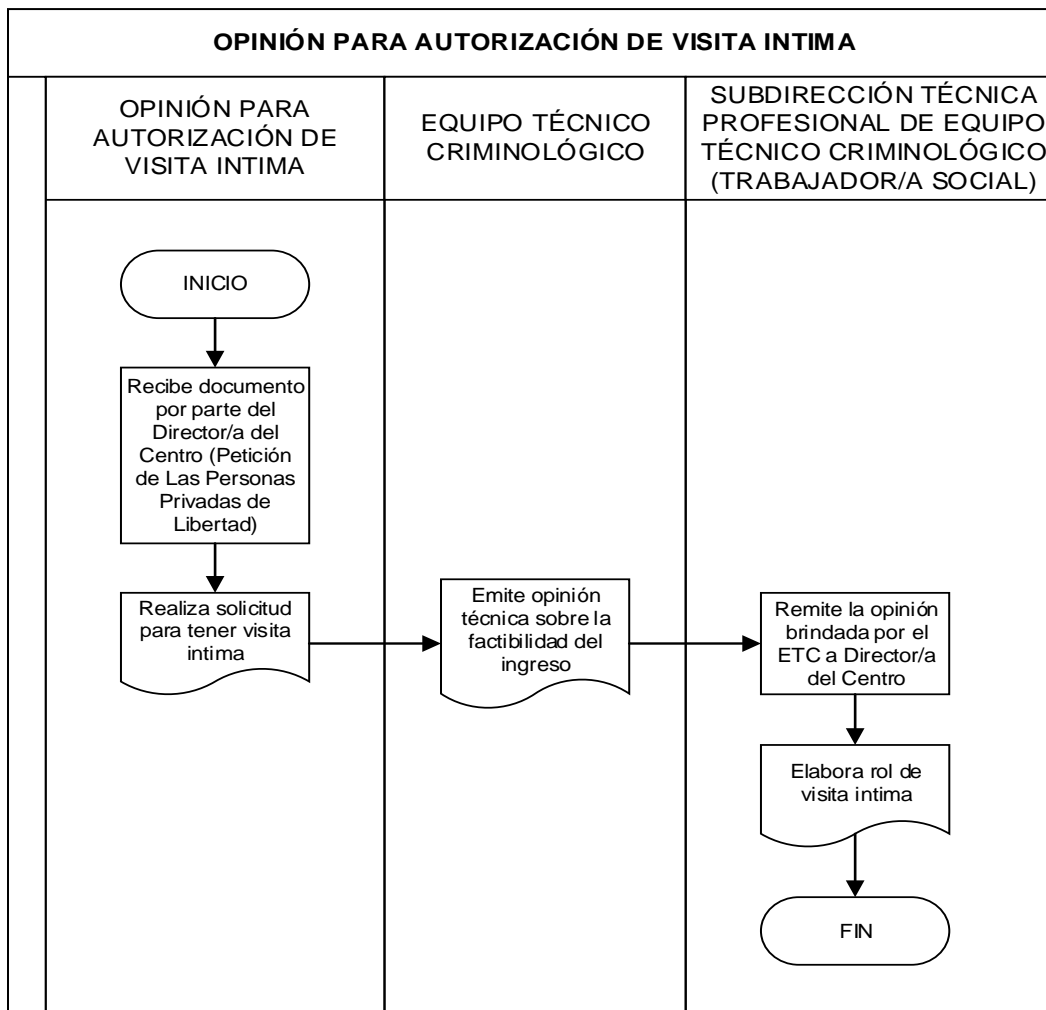 OPINIÓN PARA AUTORIZACIÓN DE VISITA INTIMA
OPINIÓN PARA
AUTORIZACIÓN DE
VISITA INTIMA
EQUIPO TÉCNICO
CRIMINOLÓGICO
SUBDIRECCIÓN TÉCNICA
PROFESIONAL DE EQUIPO
TÉCNICO CRIMINOLÓGICO
(TRABAJADOR/A SOCIAL)
INICIO
Recibe documento
por parte del
Director/a del
Centro (Petición
de Las Personas
Privadas de
Libertad)
Realiza solicitud
para tener visita
intima
Emite opinión
técnica sobre la
factibilidad del
ingreso
Remite la opinión
brindada por el
ETC a Director/a
del Centro
Elabora rol de
visita intima
FIN